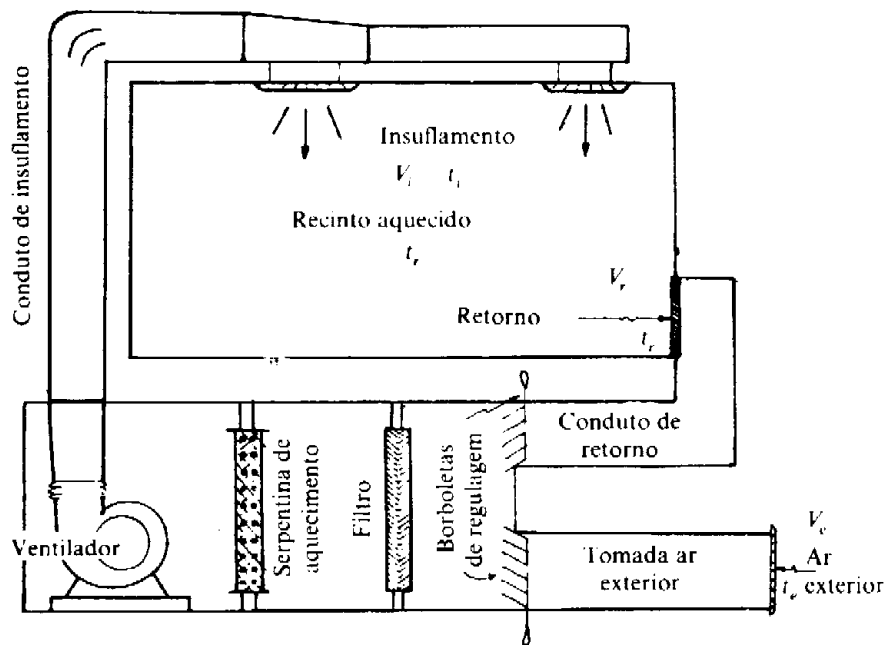 Conduto de insuflamento
Insuflamento
V_i t_i
Recinto aquecido
t_r
V_r
Retorno
t_r
Conduto de
retorno
Ventilador
Serpentina de
aquecimento
Filtro
Borboletas
de regulagem
Tomada ar
exterior
V_e
Ar
t_e exterior